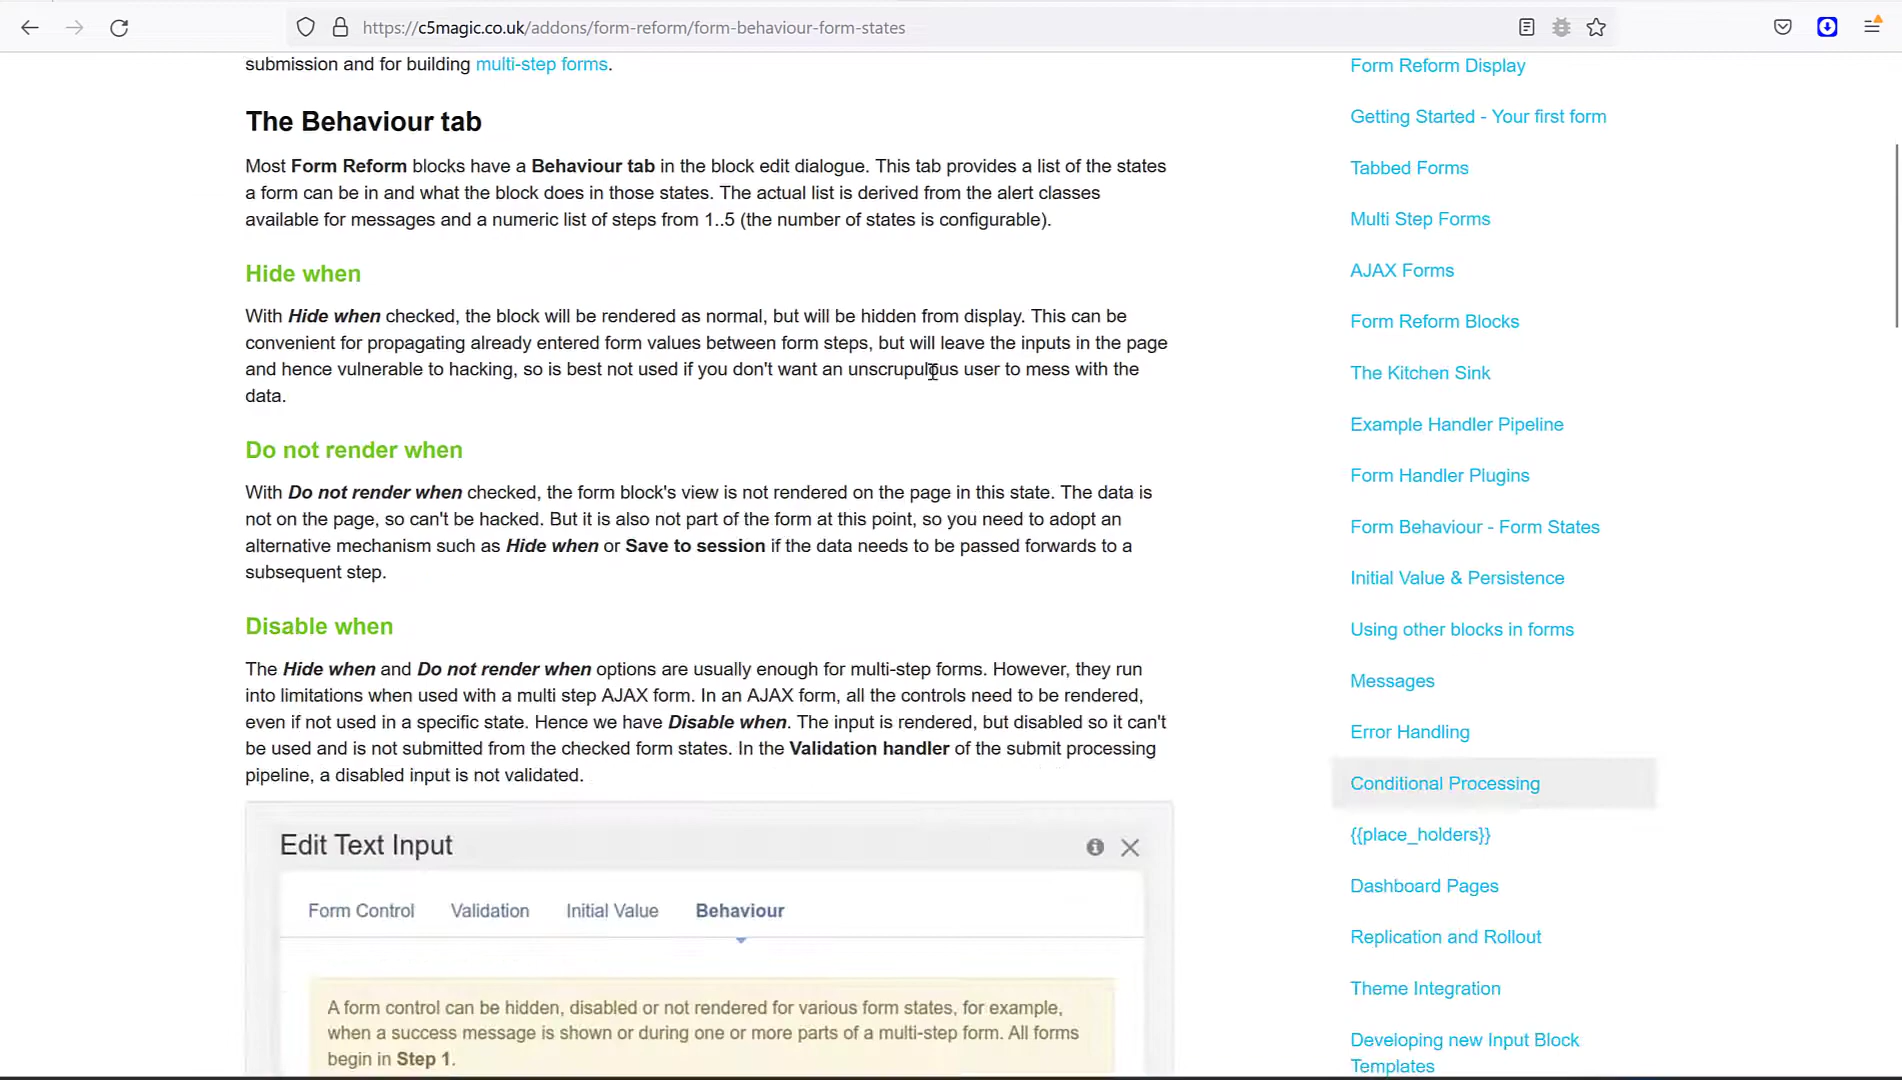 https://c5magic.co.uk/addons/form-reform/form-behaviour-form-states
submission and for building multi-step forms.
The Behaviour tab
Most Form Reform blocks have a Behaviour tab in the block edit dialogue. This tab provides a list of the states
a form can be in and what the block does in those states. The actual list is derived from the alert classes
available for messages and a numeric list of steps from 1..5 (the number of states is configurable).
Hide when
With Hide when checked, the block will be rendered as normal, but will be hidden from display. This can be
convenient for propagating already entered form values between form steps, but will leave the inputs in the page
and hence vulnerable to hacking, so is best not used if you don't want an unscrupulous user to mess with the
data.
Do not render when
With Do not render when checked, the form block's view is not rendered on the page in this state. The data is
not on the page, so can't be hacked. But it is also not part of the form at this point, so you need to adopt an
alternative mechanism such as Hide when or Save to session if the data needs to be passed forwards to a
subsequent step.
Disable when
The Hide when and Do not render when options are usually enough for multi-step forms. However, they run
into limitations when used with a multi step AJAX form. In an AJAX form, all the controls need to be rendered,
even if not used in a specific state. Hence we have Disable when. The input is rendered, but disabled so it can't
be used and is not submitted from the checked form states. In the Validation handler of the submit processing
pipeline, a disabled input is not validated.
Edit Text Input
Form Control Validation Initial Value Behaviour
A form control can be hidden, disabled or not rendered for various form states, for example,
when a success message is shown or during one or more parts of a multi-step form. All forms
begin in Step 1.
Form Reform Display
Getting Started - Your first form
Tabbed Forms
Multi Step Forms
AJAX Forms
Form Reform Blocks
The Kitchen Sink
Example Handler Pipeline
Form Handler Plugins
Form Behaviour - Form States
Initial Value & Persistence
Using other blocks in forms
Messages
Error Handling
Conditional Processing
{{place_holders}}
Dashboard Pages
Replication and Rollout
Theme Integration
Developing new Input Block
Templates